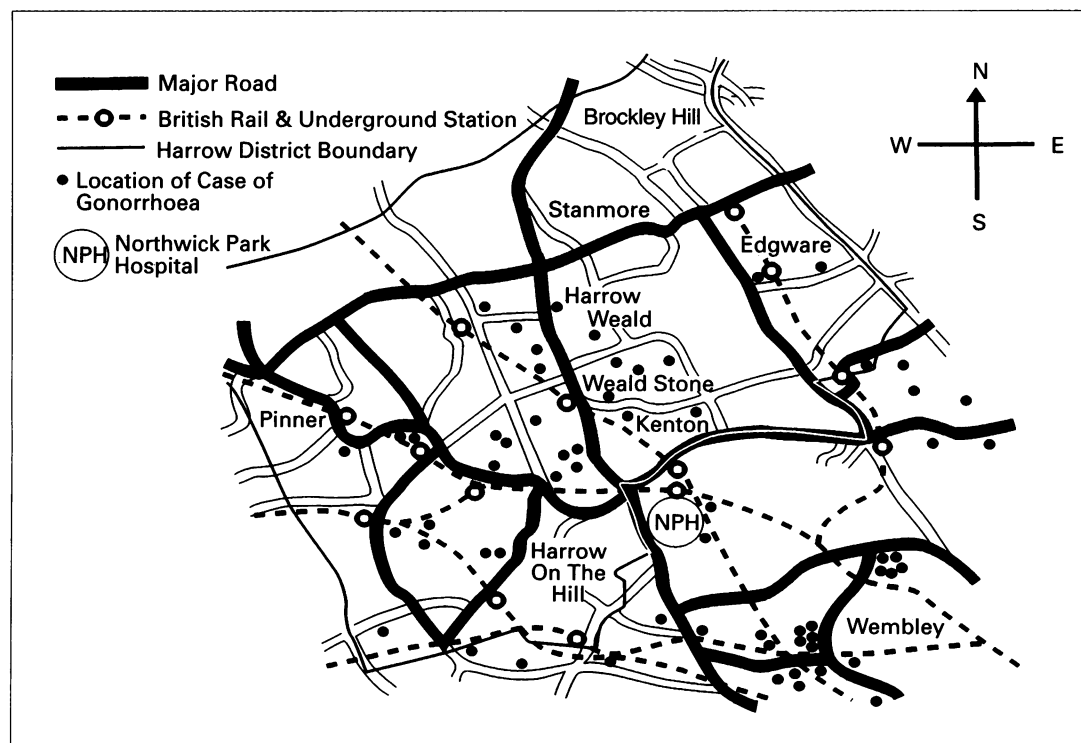 Major Road
British Rail & Underground Station
Harrow District Boundary
Location of Case of
Gonorrhoea
NPH
Northwick Park
Hospital
N
W
E
S
Brockley Hill
Stanmore
Edgware
Harrow
Weald
Weald Stone
Pinner
Kenton
NPH
Harrow
On The
Hill
Wembley